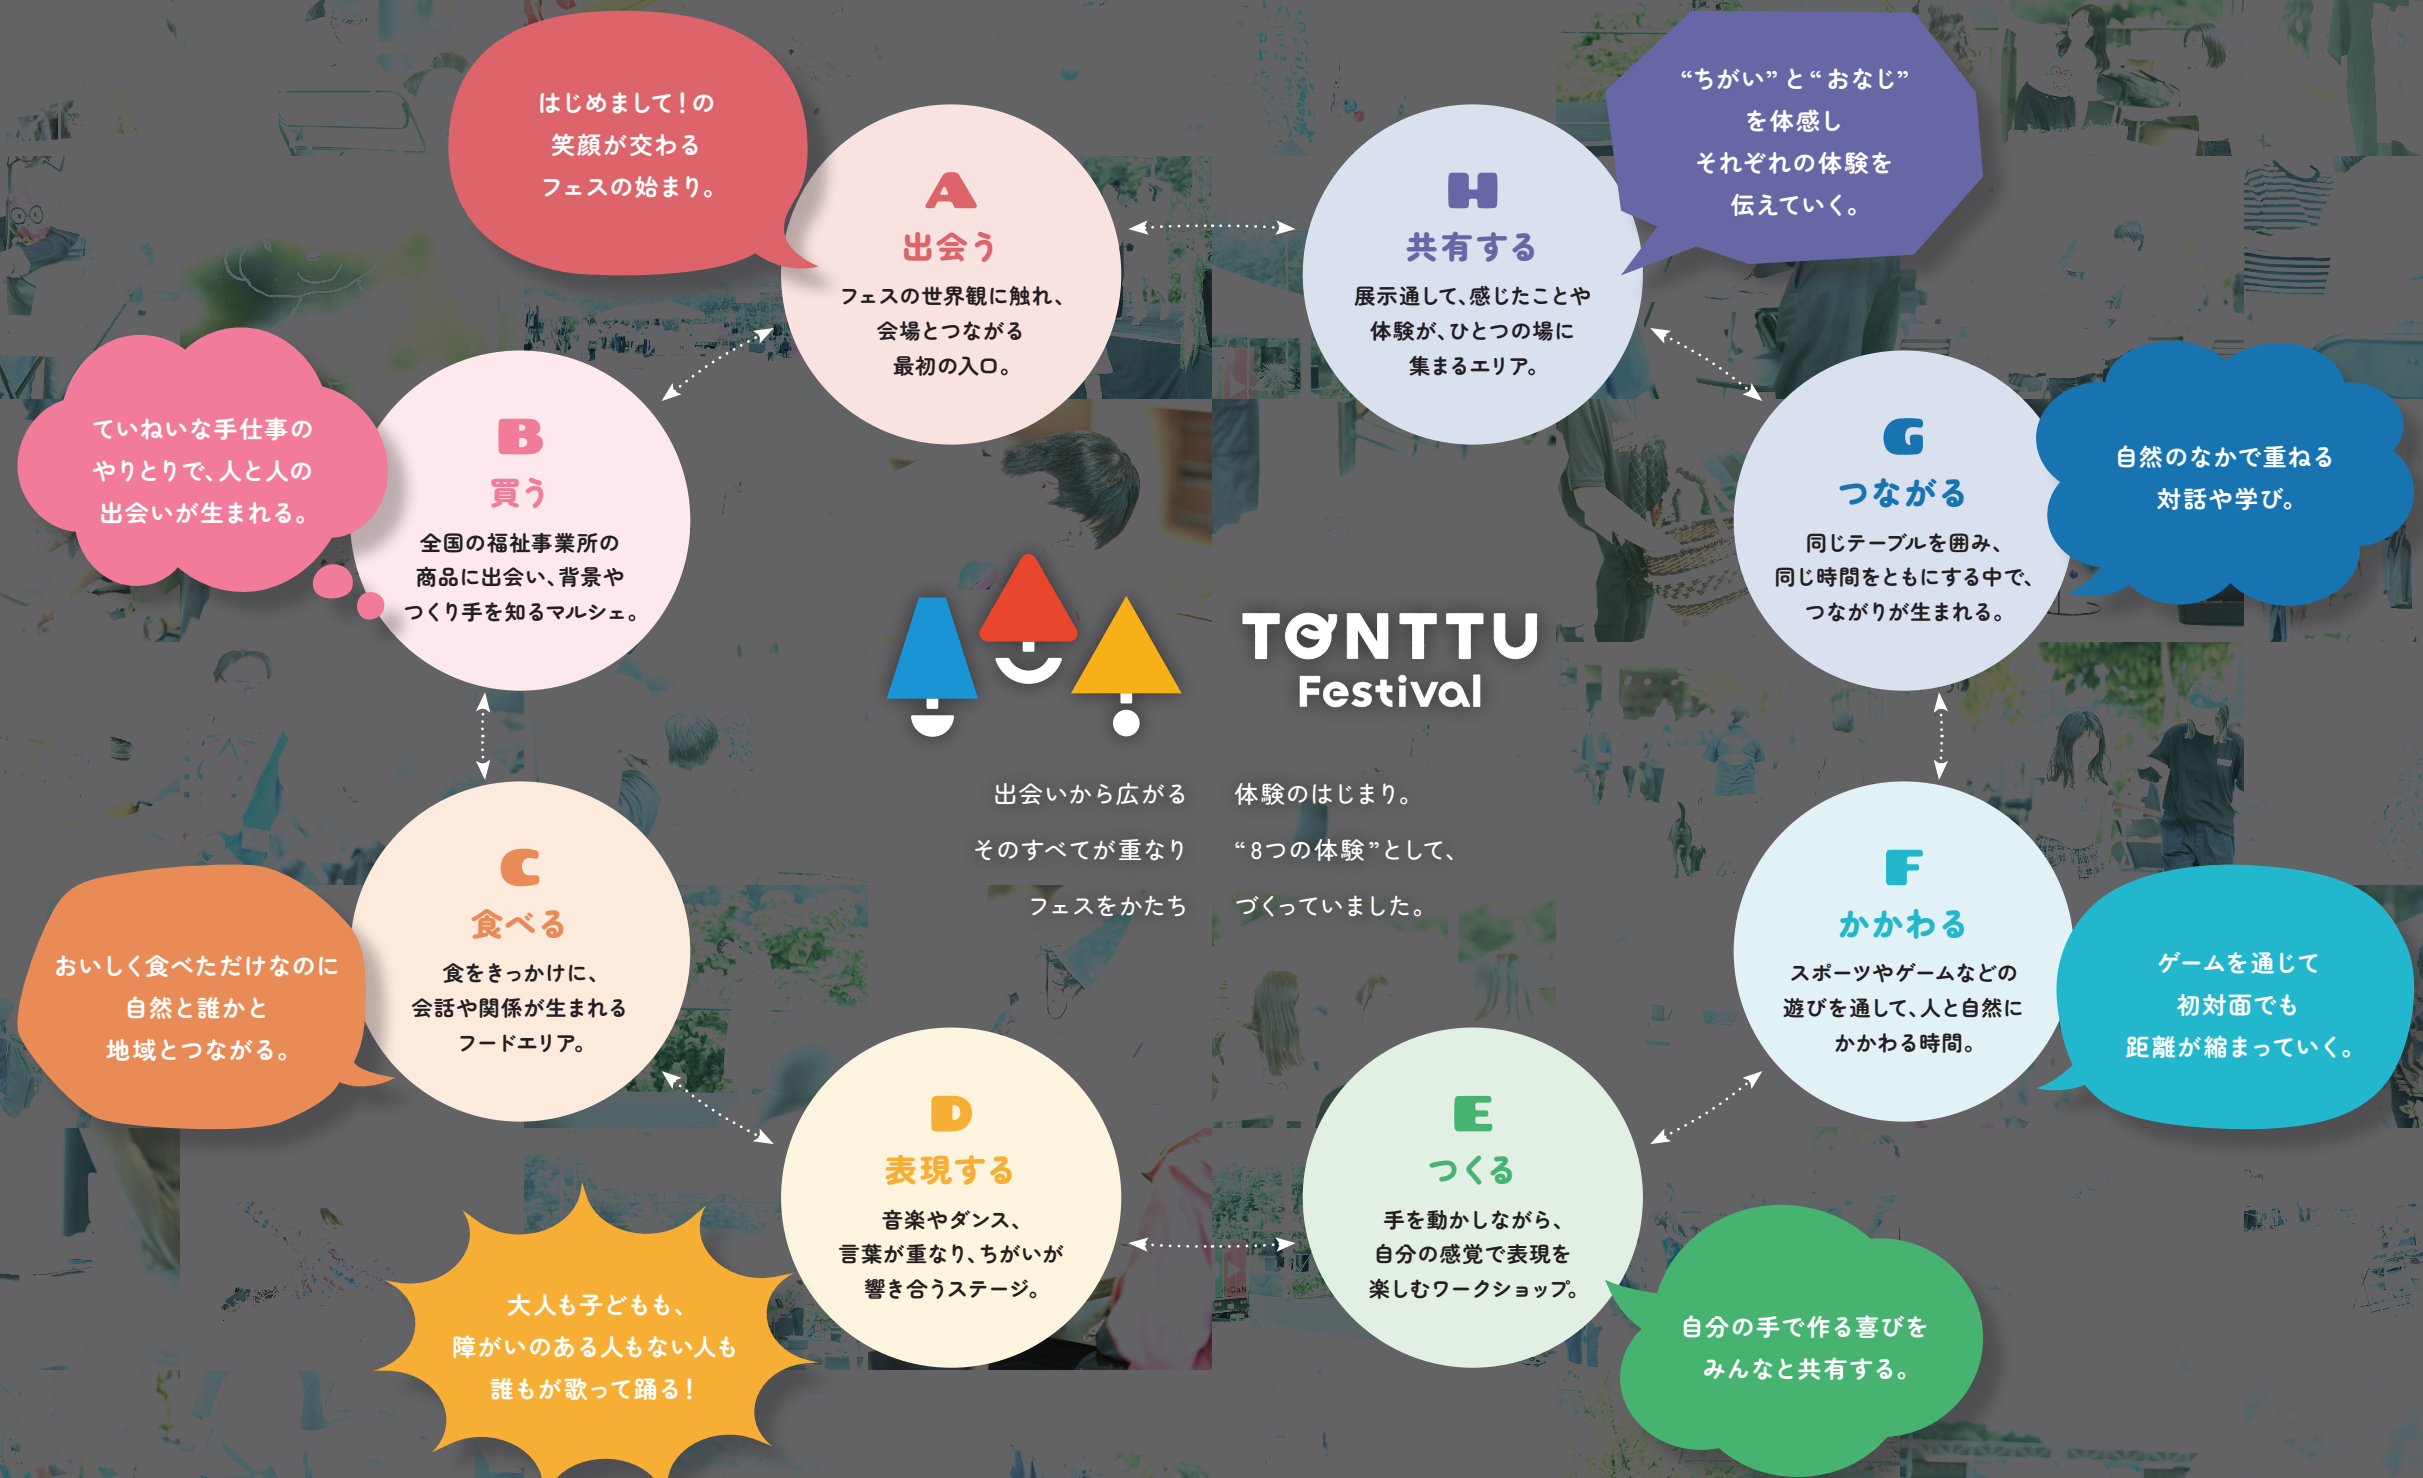 はじめまして！の
笑顔が交わる
フェスの始まり。
A
出会う
フェスの世界観に触れ、
会場とつながる
最初の入口。
H
共有する
展示通して、感じたことや
体験が、ひとつの場に
集まるエリア。
“ちがい”と“おなじ”
を体感し
それぞれの体験を
伝えていく。
ていねいな手仕事の
やりとりで、人と人の
出会いが生まれる。
B
買う
全国の福祉事業所の
商品に出会い、背景や
つくり手を知るマルシェ。
G
つながる
同じテーブルを囲み、
同じ時間をともにする中で、
つながりが生まれる。
自然のなかで重ねる
対話や学び。
TONTTU
Festival
出会いから広がる 体験のはじまり。
そのすべてが重なり “8つの体験”として、
フェスをかたち づくっていました。
おいしく食べただけなのに
自然と誰かと
地域とつながる。
C
食べる
食をきっかけに、
会話や関係が生まれる
フードエリア。
F
かかわる
スポーツやゲームなどの
遊びを通して、人と自然に
かかわる時間。
ゲームを通じて
初対面でも
距離が縮まっていく。
D
表現する
音楽やダンス、
言葉が重なり、ちがいが
響き合うステージ。
大人も子どもも、
障がいのある人もない人も
誰もが歌って踊る！
E
つくる
手を動かしながら、
自分の感覚で表現を
楽しむワークショップ。
自分の手で作る喜びを
みんなと共有する。